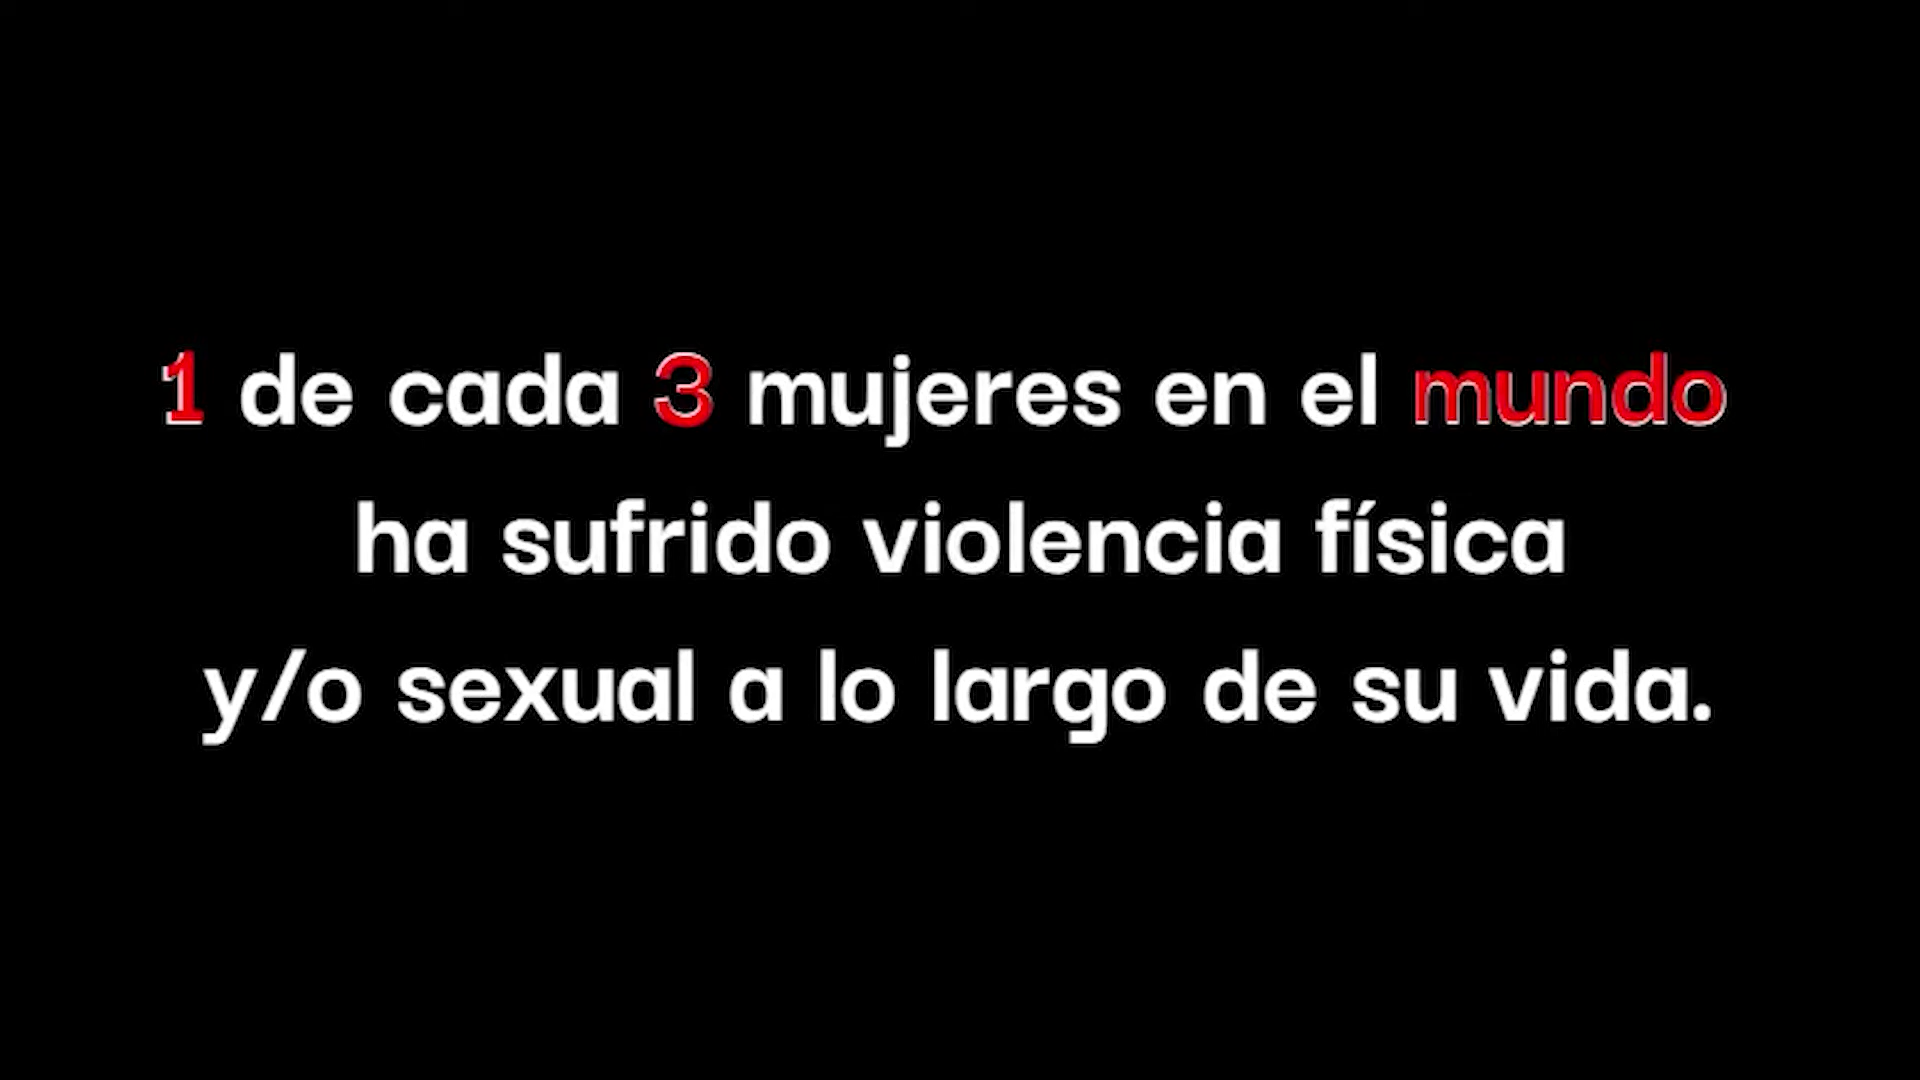 1 de cada 3 mujeres en el mundo
ha sufrido violencia física
y/o sexual a lo largo de su vida.